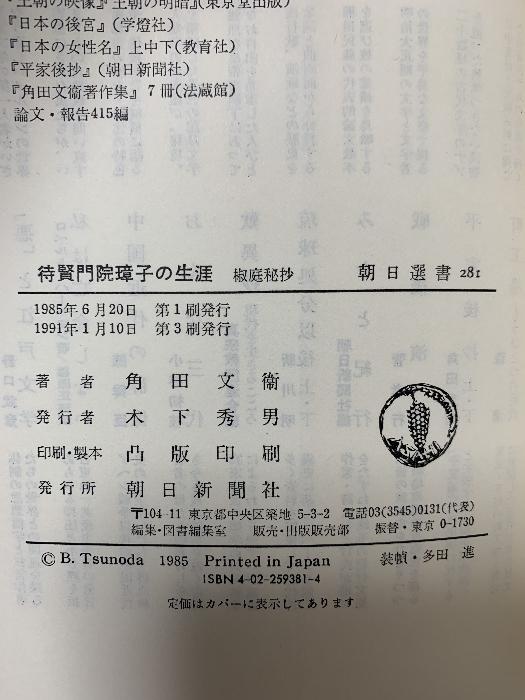 『王朝の映像』『王朝の明暗』(東京堂出版)
『日本の後宮』(学燈社)
『日本の女性名』上中下(教育社)
『平家後抄』(朝日新聞社)
『角田文衞著作集』7冊(法蔵館)
論文・報告415編
待賢門院璋子の生涯 椒庭秘抄 朝日選書 281
1985年6月20日 第1刷発行
1991年1月10日 第3刷発行
著者 角田文衞
発行者 木下秀男
印刷・製本 凸版印刷
発行所 朝日新聞社
〒104-11 東京都中央区築地 5-3-2 電話03(3545)0131(代表)
編集・図書編集室 販売・出版販売部 振替・東京 0-1730
© B. Tsunoda 1985 Printed in Japan 装幀・多田 進
ISBN 4-02-259381-4
定価はカバーに表示してあります